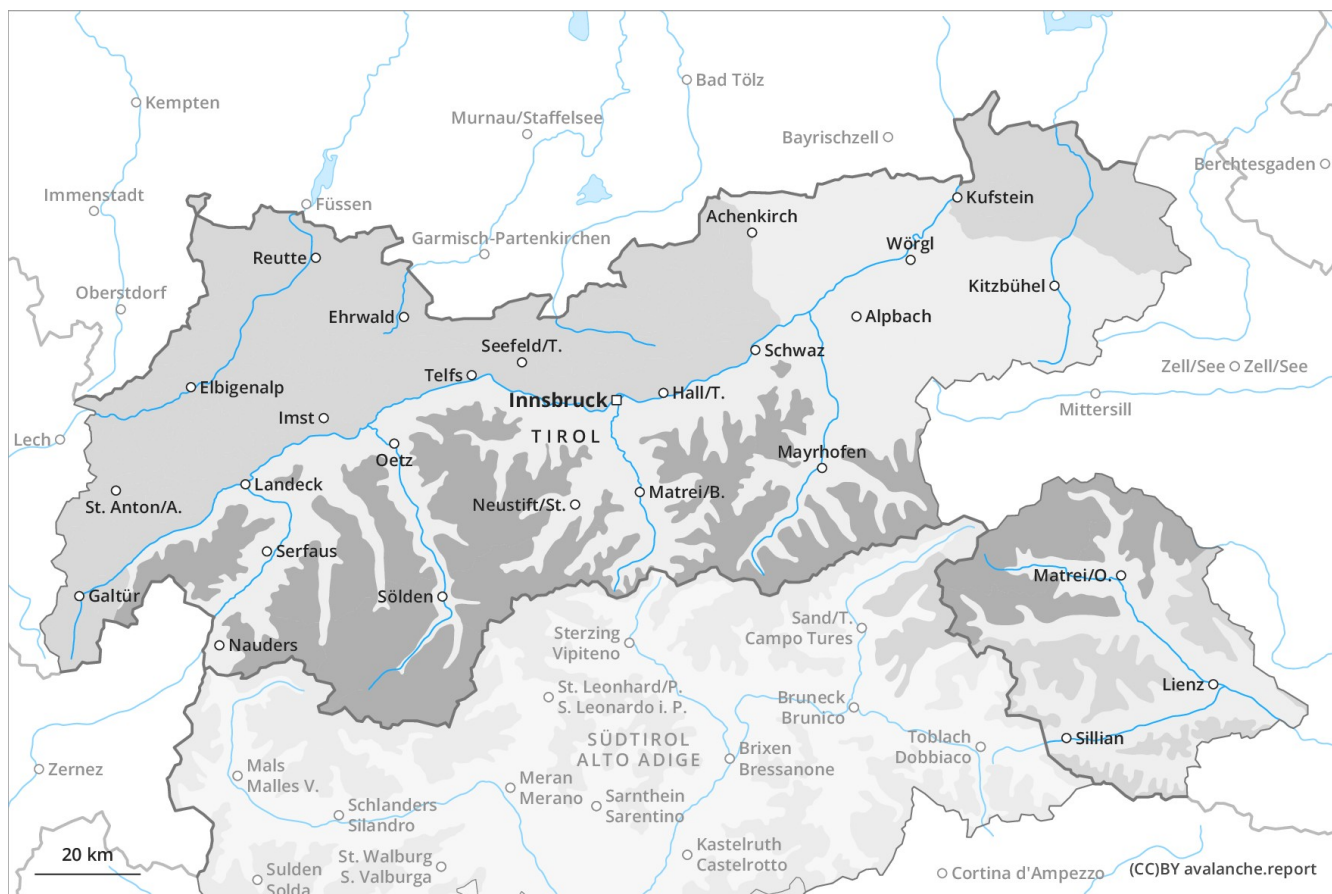 Bad Tölz
Kempten
Murnau/Staffelsee
Bayrischzell
Berchtesgaden
Immenstadt
Füssen
Kufstein
Achenkirch
Garmisch-Partenkirchen
Wörgl
Reutte
Oberstdorf
Kitzbühel
Ehrwald
Alpbach
Seefeld/T.
Schwaz
Zell/See
Zell/See
Telfs
Elbigenalp
Hall/T.
Innsbruck
Mittersill
Imst
TIROL
Lech
Oetz
Mayrhofen
Landeck
Matrei/B.
St. Anton/A.
Neustift/St.
Serfaus
Matrei/O.
Galtür
Sölden
Sand/T.
Campo Tures
Sterzing
Vipiteno
Nauders
Lienz
St. Leonhard/P.
S. Leonardo i. P.
Bruneck
Brunico
SÜDTIROL
ALTO ADIGE
Sillian
Toblach
Dobbiaco
Brixen
Bressanone
Zernez
Mals
Malles V.
Meran
Merano
Sarnthein
Sarentino
Schlanders
Silandro
Kastelruth
Castelrotto
20 km
St. Walburg
S. Valburga
Sulden
Solda
Cortina d'Ampezzo
(CC)BY avalanche.report